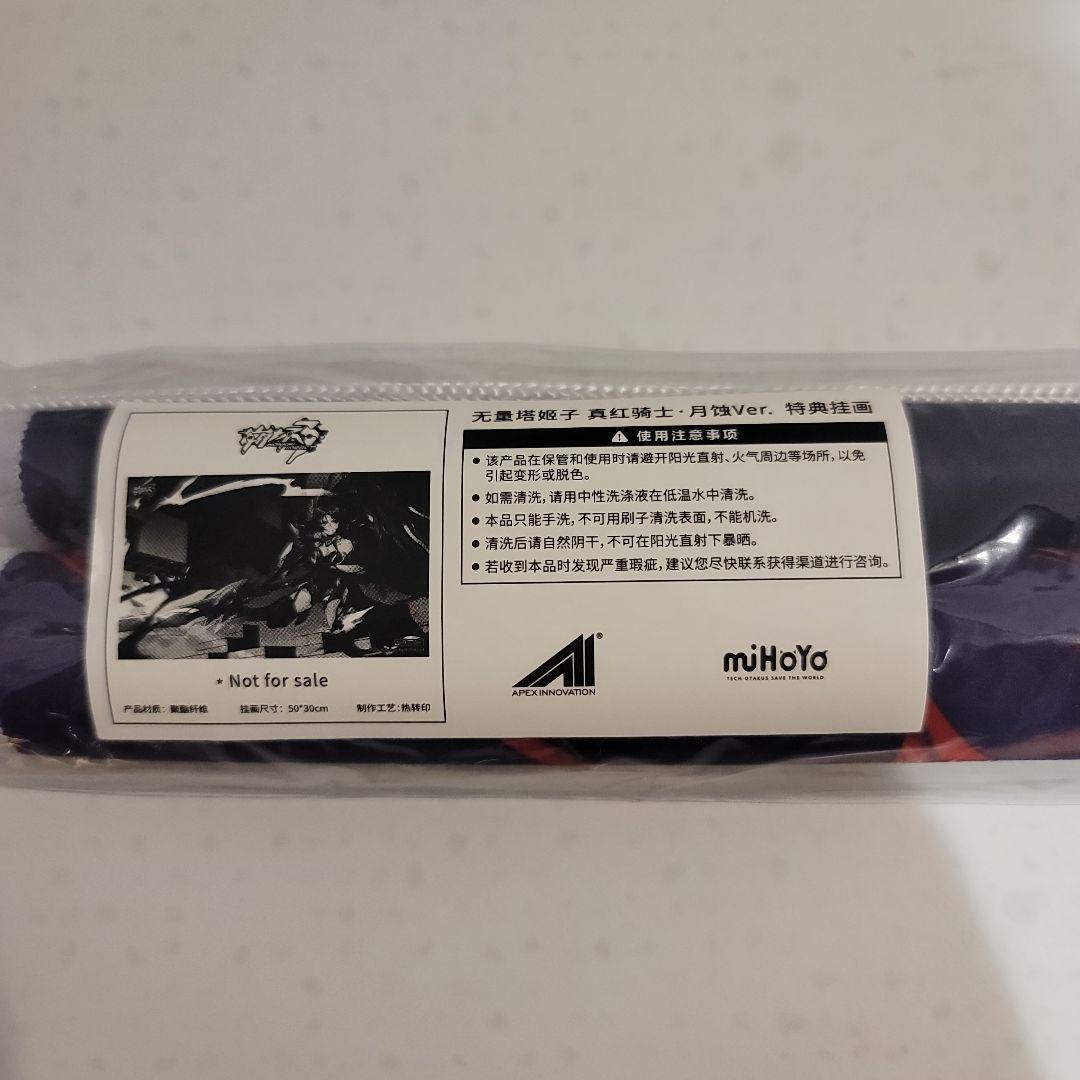 崩坏3
* Not for sale
产品材质：聚酯纤维 挂画尺寸：50*30cm 制作工艺：热转印
无量塔姬子 真红骑士·月蚀Ver. 特典挂画
使用注意事项
● 该产品在保管和使用时请避开阳光直射、火气周边等场所，以免
引起变形或脱色。
● 如需清洗，请用中性洗涤液在低温水中清洗。
● 本品只能手洗，不可用刷子清洗表面，不能机洗。
● 清洗后请自然阴干，不可在阳光直射下暴晒。
● 若收到本品时发现严重瑕疵，建议您尽快联系获得渠道进行咨询。
®
APEX INNOVATION
miHoYo
TECH OTAKUS SAVE THE WORLD